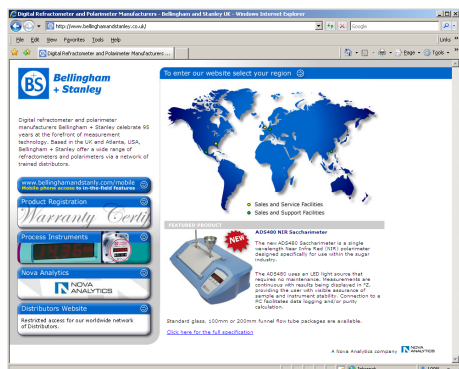 Digital Refractometer and Polarimeter Manufacturers - Bellingham and Stanley UK - Windows Internet Explorer
http://www.bellinghamandstanley.co.uk/
Google
File Edit View Favorites Tools Help
Links
Digital Refractometer and Polarimeter Manufacturers ...
Page Tools
BS Bellingham
+ Stanley
Digital refractometer and polarimeter
manufacturers Bellingham + Stanley celebrate 95
years at the forefront of measurement
technology. Based in the UK and Atlanta, USA,
Bellingham + Stanley offer a wide range of
refractometers and polarimeters via a network of
trained distributors.
www.bellinghamandstanly.com/mobile
Mobile phone access to in-the-field features
Product Registration
Warranty Certif
Process Instruments
Nova Analytics
NOVA
ANALYTICS
Distributors Website
Restricted access for our worldwide network
of Distributors.
To enter our website select your region
Sales and Service Facilities
Sales and Support Facilities
FEATURED PRODUCT
NEW
ADS480 NIR Saccharimeter
The new ADS480 Saccharimeter is a single
wavelength Near Infra Red (NIR) polarimeter
designed specifically for use within the sugar
industry.
The ADS480 uses an LED light source that
requires no maintenance. Measurements are
continuous with results being displayed in °Z,
providing the user with visible assurance of
sample and instrument stability. Connection to a
PC facilitates data logging and/or purity
calculation.
Standard glass, 100mm or 200mm funnel flow tube packages are available.
Click here for the full specification
A Nova Analytics company NOVA
ANALYTICS